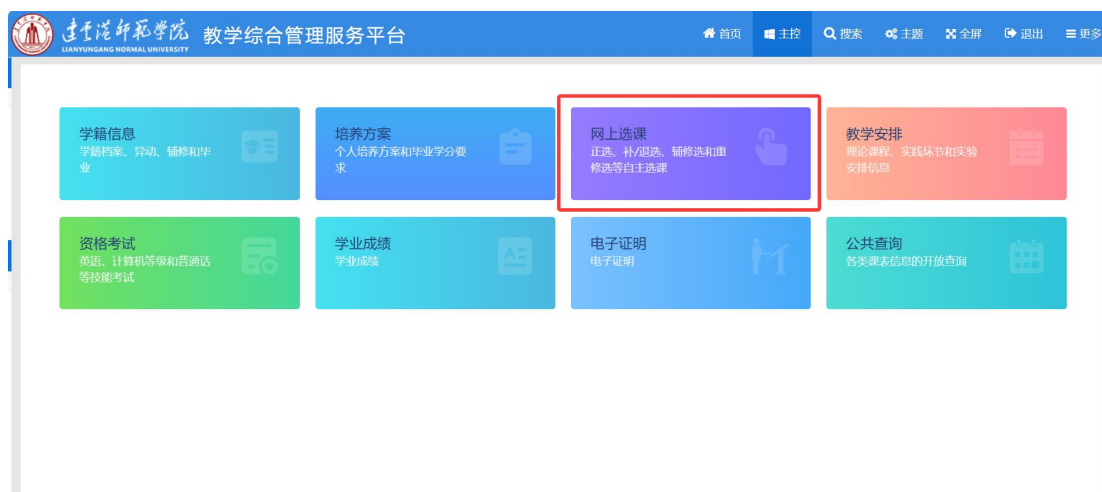 连云港师范学院 教学综合管理服务平台 首页 主控 搜索 主题 全屏 退出 更多
LIANYUNGANG NORMAL UNIVERSITY
学籍信息
学籍档案、异动、辅修和毕
业
培养方案
个人培养方案和毕业学分要
求
网上选课
正选、补/退选、辅修选和重
修选等自主选课
教学安排
理论课程、实践环节和实验
安排信息
资格考试
英语、计算机等级和普通话
等技能考试
学业成绩
学业成绩
电子证明
电子证明
公共查询
各类课表信息的开放查询